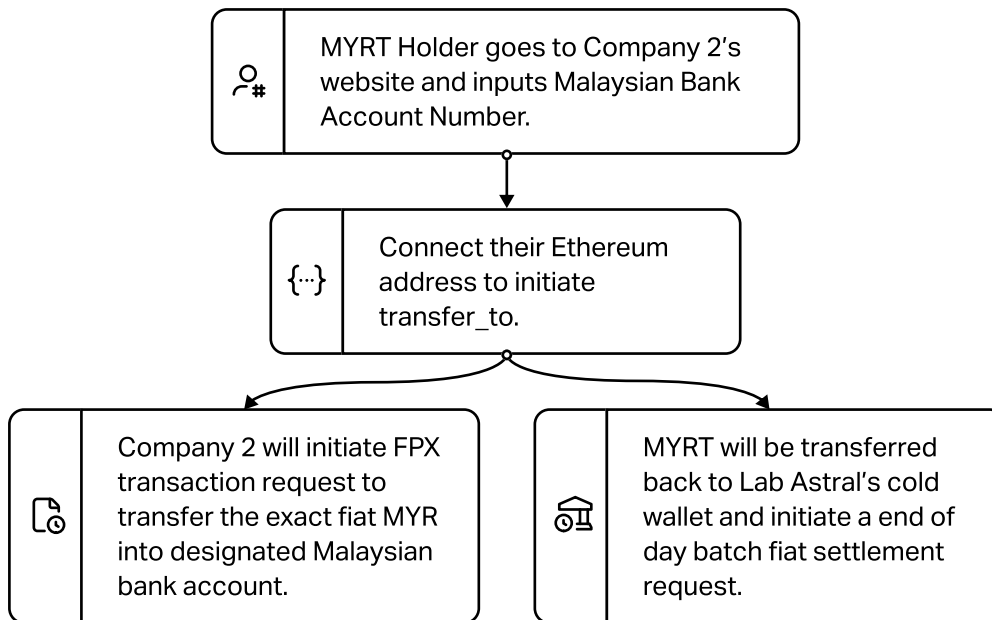 MYRT Holder goes to Company 2’s
website and inputs Malaysian Bank
Account Number.
Connect their Ethereum
address to initiate
transfer_to.
Company 2 will initiate FPX
transaction request to
transfer the exact fiat MYR
into designated Malaysian
bank account.
MYRT will be transferred
back to Lab Astral’s cold
wallet and initiate a end of
day batch fiat settlement
request.